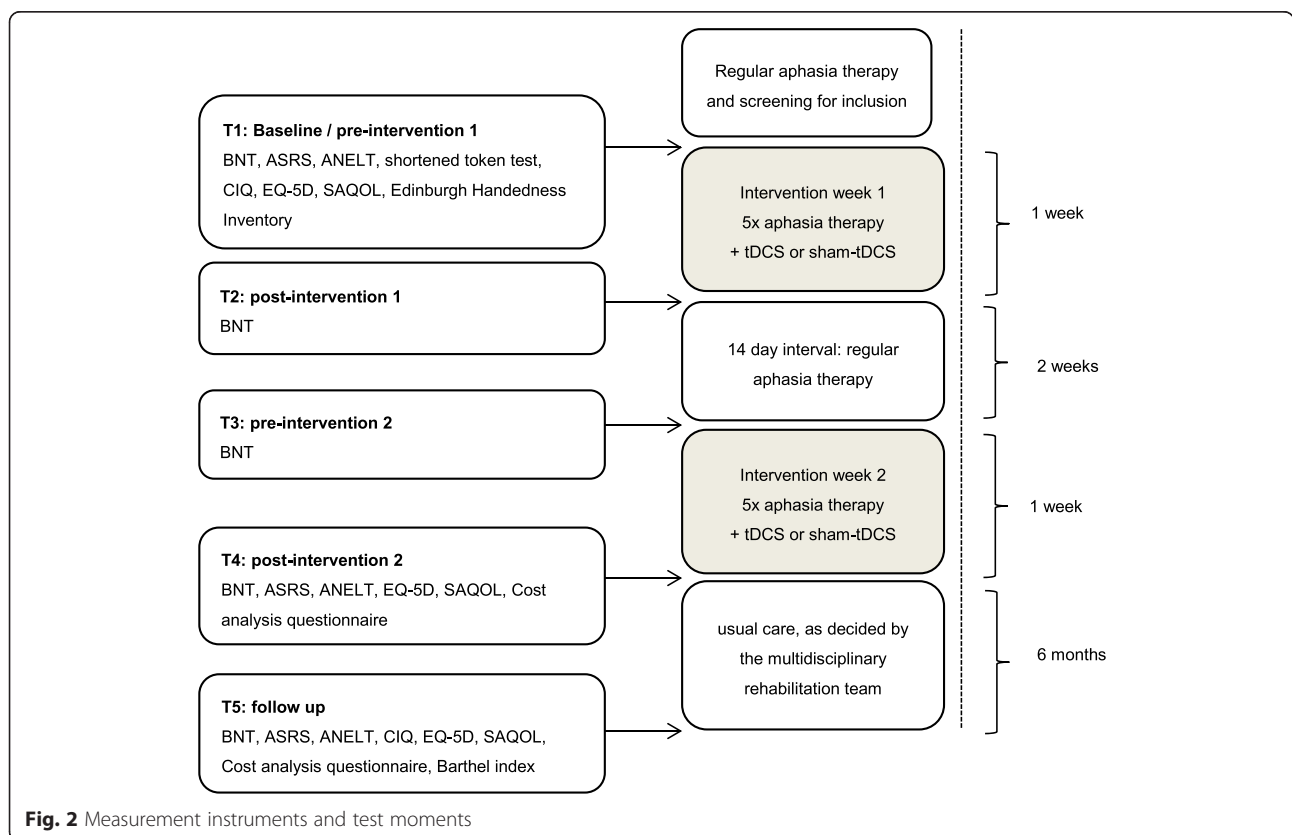 Regular aphasia therapy
and screening for inclusion
T1: Baseline / pre-intervention 1
BNT, ASRS, ANELT, shortened token test,
CIQ, EQ-5D, SAQOL, Edinburgh Handedness
Inventory
Intervention week 1
5x aphasia therapy
+ tDCS or sham-tDCS
1 week
T2: post-intervention 1
BNT
14 day interval: regular
aphasia therapy
2 weeks
T3: pre-intervention 2
BNT
Intervention week 2
5x aphasia therapy
+ tDCS or sham-tDCS
1 week
T4: post-intervention 2
BNT, ASRS, ANELT, EQ-5D, SAQOL, Cost
analysis questionnaire
usual care, as decided by
the multidisciplinary
rehabilitation team
6 months
T5: follow up
BNT, ASRS, ANELT, CIQ, EQ-5D, SAQOL,
Cost analysis questionnaire, Barthel index
Fig. 2 Measurement instruments and test moments